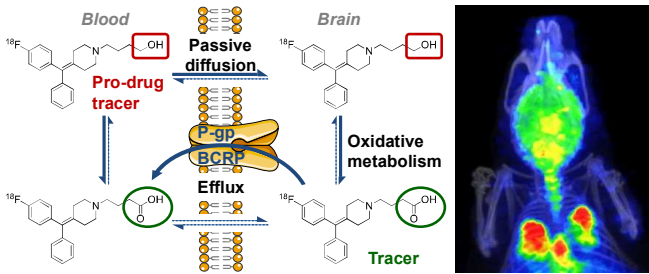 Blood
Brain
18F
N
OH
Pro-drug
tracer
Passive
diffusion
18F
N
OH
P-gp
BCRP
Efflux
Oxidative
metabolism
18F
N
OH
O
18F
N
OH
O
Tracer